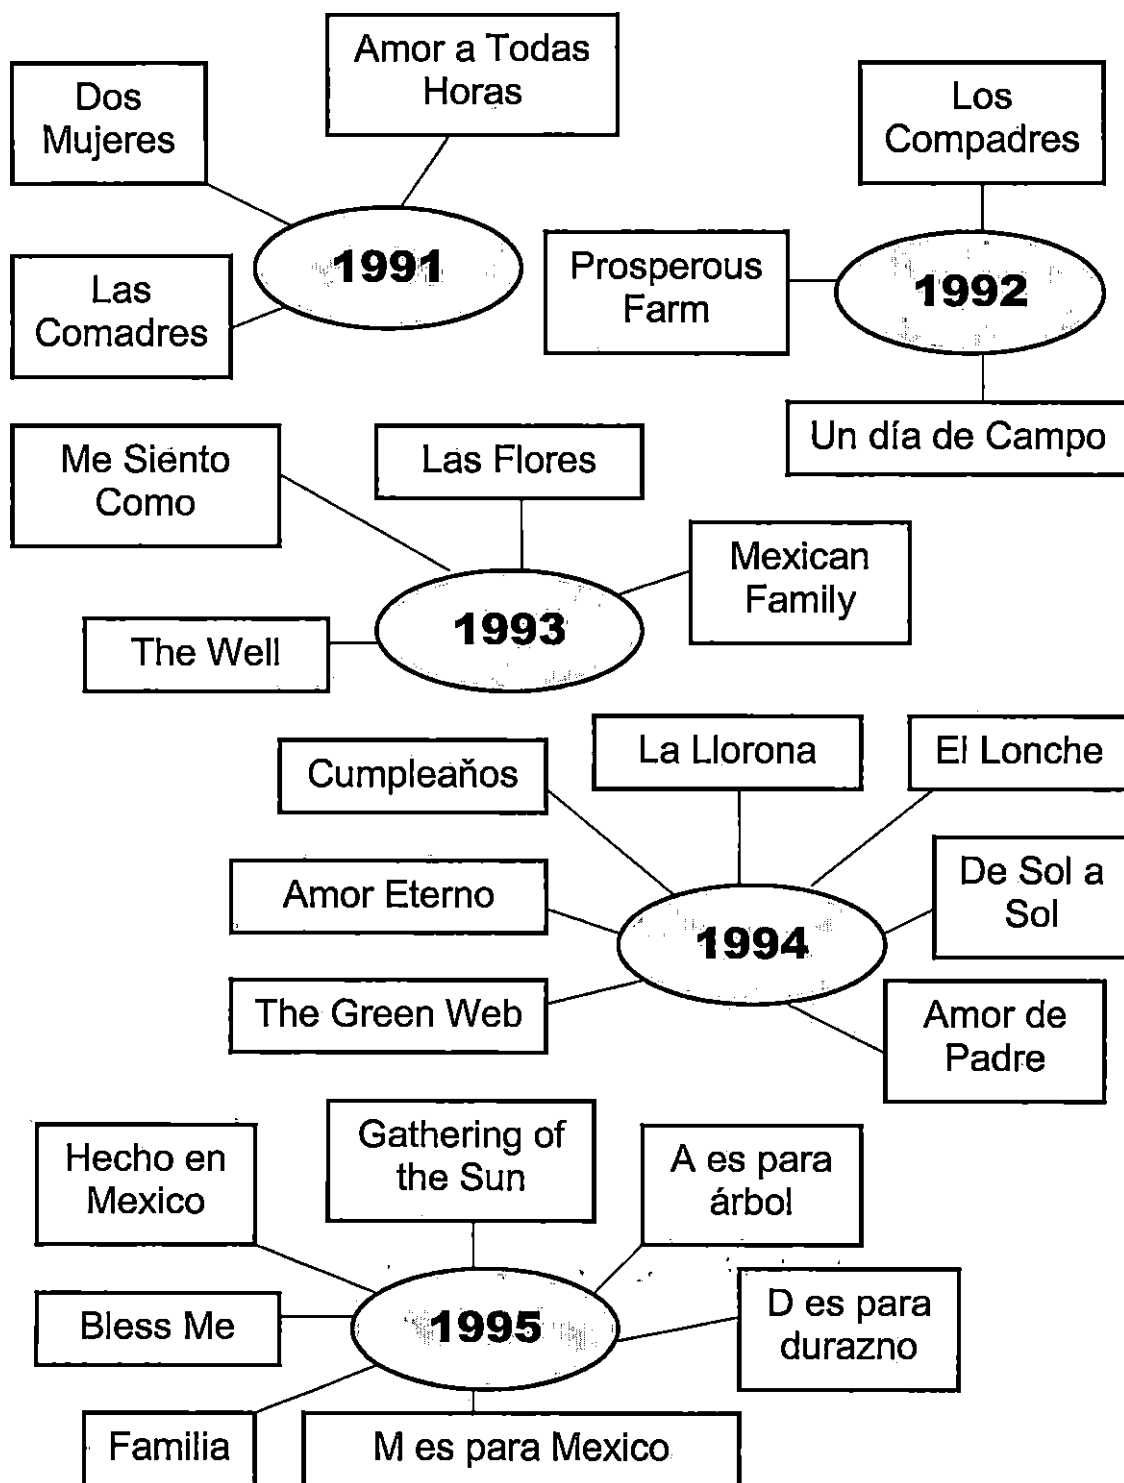 Amor a Todas
Horas
Dos
Mujeres
Las
Comadres
1991
Los
Compadres
Prosperous
Farm
1992
Un día de Campo
Me Siento
Como
Las Flores
Mexican
Family
The Well
1993
Cumpleaños
La Llorona
El Lonche
Amor Eterno
De Sol a
Sol
1994
The Green Web
Amor de
Padre
Hecho en
Mexico
Gathering of
the Sun
A es para
árbol
Bless Me
1995
D es para
durazno
Familia
M es para Mexico